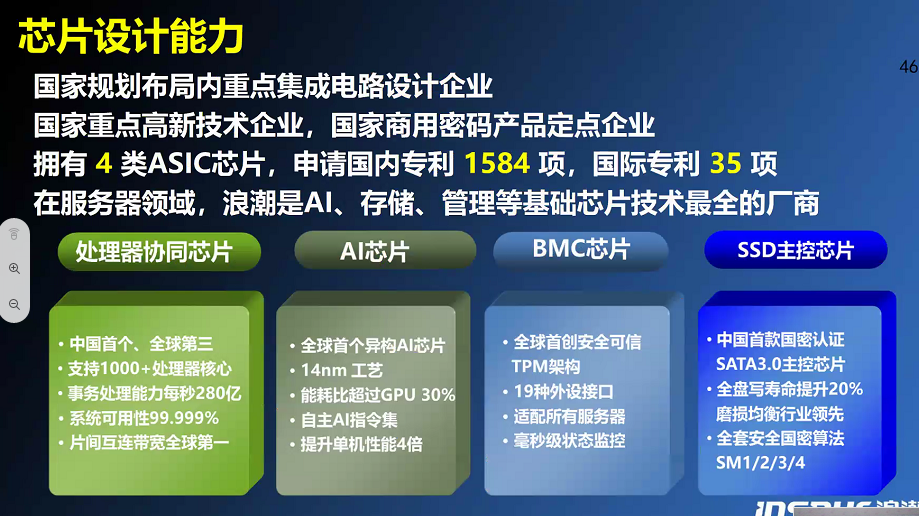 芯片设计能力
46
国家规划布局内重点集成电路设计企业
国家重点高新技术企业，国家商用密码产品定点企业
拥有 4 类ASIC芯片，申请国内专利 1584 项，国际专利 35 项
在服务器领域，浪潮是AI、存储、管理等基础芯片技术最全的厂商
处理器协同芯片
• 中国首个、全球第三
• 支持1000+处理器核心
• 事务处理能力每秒280亿
• 系统可用性99.999%
• 片间互连带宽全球第一
AI芯片
• 全球首个异构AI芯片
• 14nm 工艺
• 能耗比超过GPU 30%
• 自主AI指令集
• 提升单机性能4倍
BMC芯片
• 全球首创安全可信
TPM架构
• 19种外设接口
• 适配所有服务器
• 毫秒级状态监控
SSD主控芯片
• 中国首款国密认证
SATA3.0主控芯片
• 全盘写寿命提升20%
磨损均衡行业领先
• 全套安全国密算法
SM1/2/3/4